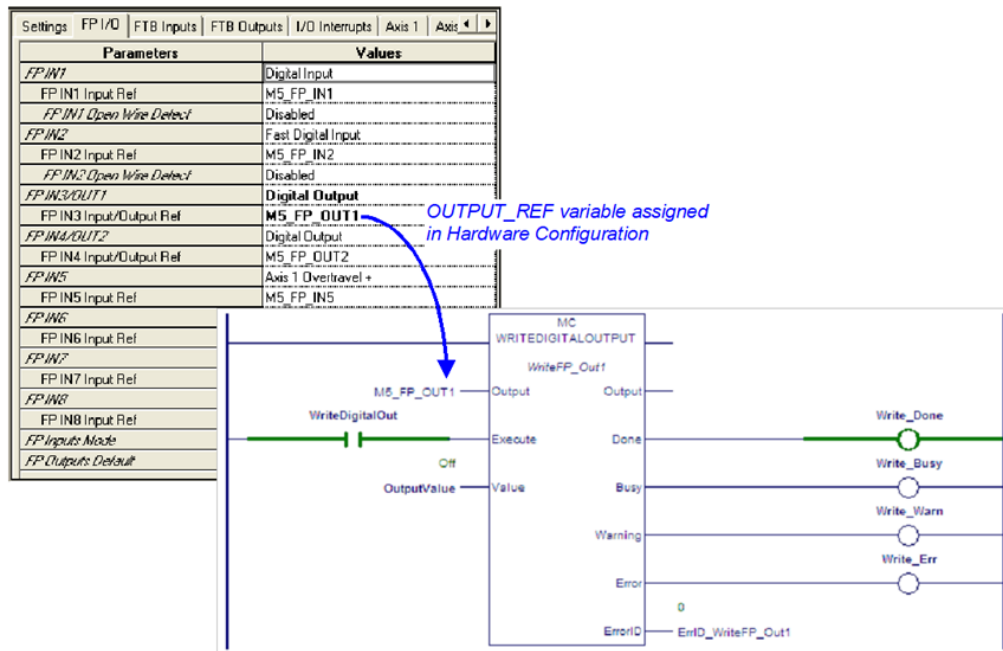 Settings FP I/O FTB Inputs FTB Outputs I/O Interrupts Axis 1 Axis
Parameters Values
FP IN1 Digital Input
FP IN1 Input Ref M5_FP_IN1
FP IN1 Open Wire Detect Disabled
FP IN2 Fast Digital Input
FP IN2 Input Ref M5_FP_IN2
FP IN2 Open Wire Detect Disabled
FP IN3/OUT1 Digital Output
FP IN3 Input/Output Ref M5_FP_OUT1
FP IN4/OUT2 Digital Output
FP IN4 Input/Output Ref M5_FP_OUT2
FP IN5 Axis 1 Overtravel +
FP IN5 Input Ref M5_FP_IN5
FP IN6
FP IN6 Input Ref
FP IN7
FP IN7 Input Ref
FP IN8
FP IN8 Input Ref
FP Inputs Mode
FP Outputs Default
OUTPUT_REF variable assigned
in Hardware Configuration
MC
WRITEDIGITALOUTPUT
WriteFP_Out1
M5_FP_OUT1 Output Output
WriteDigitalOut Write_Done
Execute Done
Off Write_Busy
OutputValue Value Busy
Write_Warn
Warning
Write_Err
Error
0
ErrorID ErrID_WriteFP_Out1